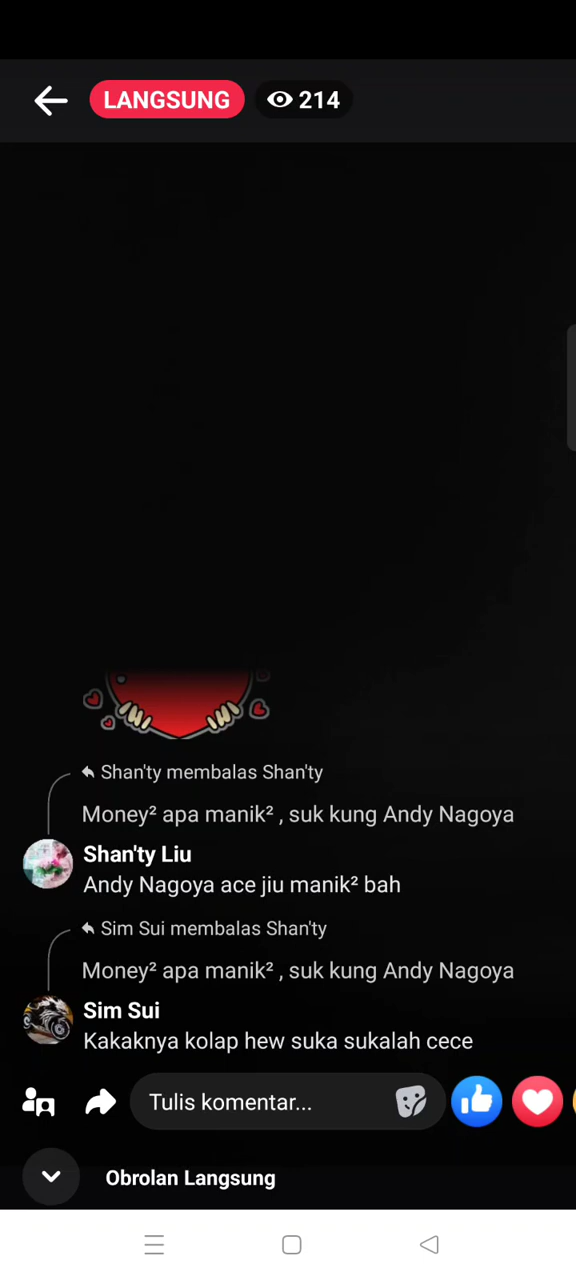 LANGSUNG
214
Shan'ty membalas Shan'ty
Money² apa manik² , suk kung Andy Nagoya
Shan'ty Liu
Andy Nagoya ace jiu manik² bah
Sim Sui membalas Shan'ty
Money² apa manik² , suk kung Andy Nagoya
Sim Sui
Kakaknya kolap hew suka sukalah cece
Tulis komentar...
Obrolan Langsung